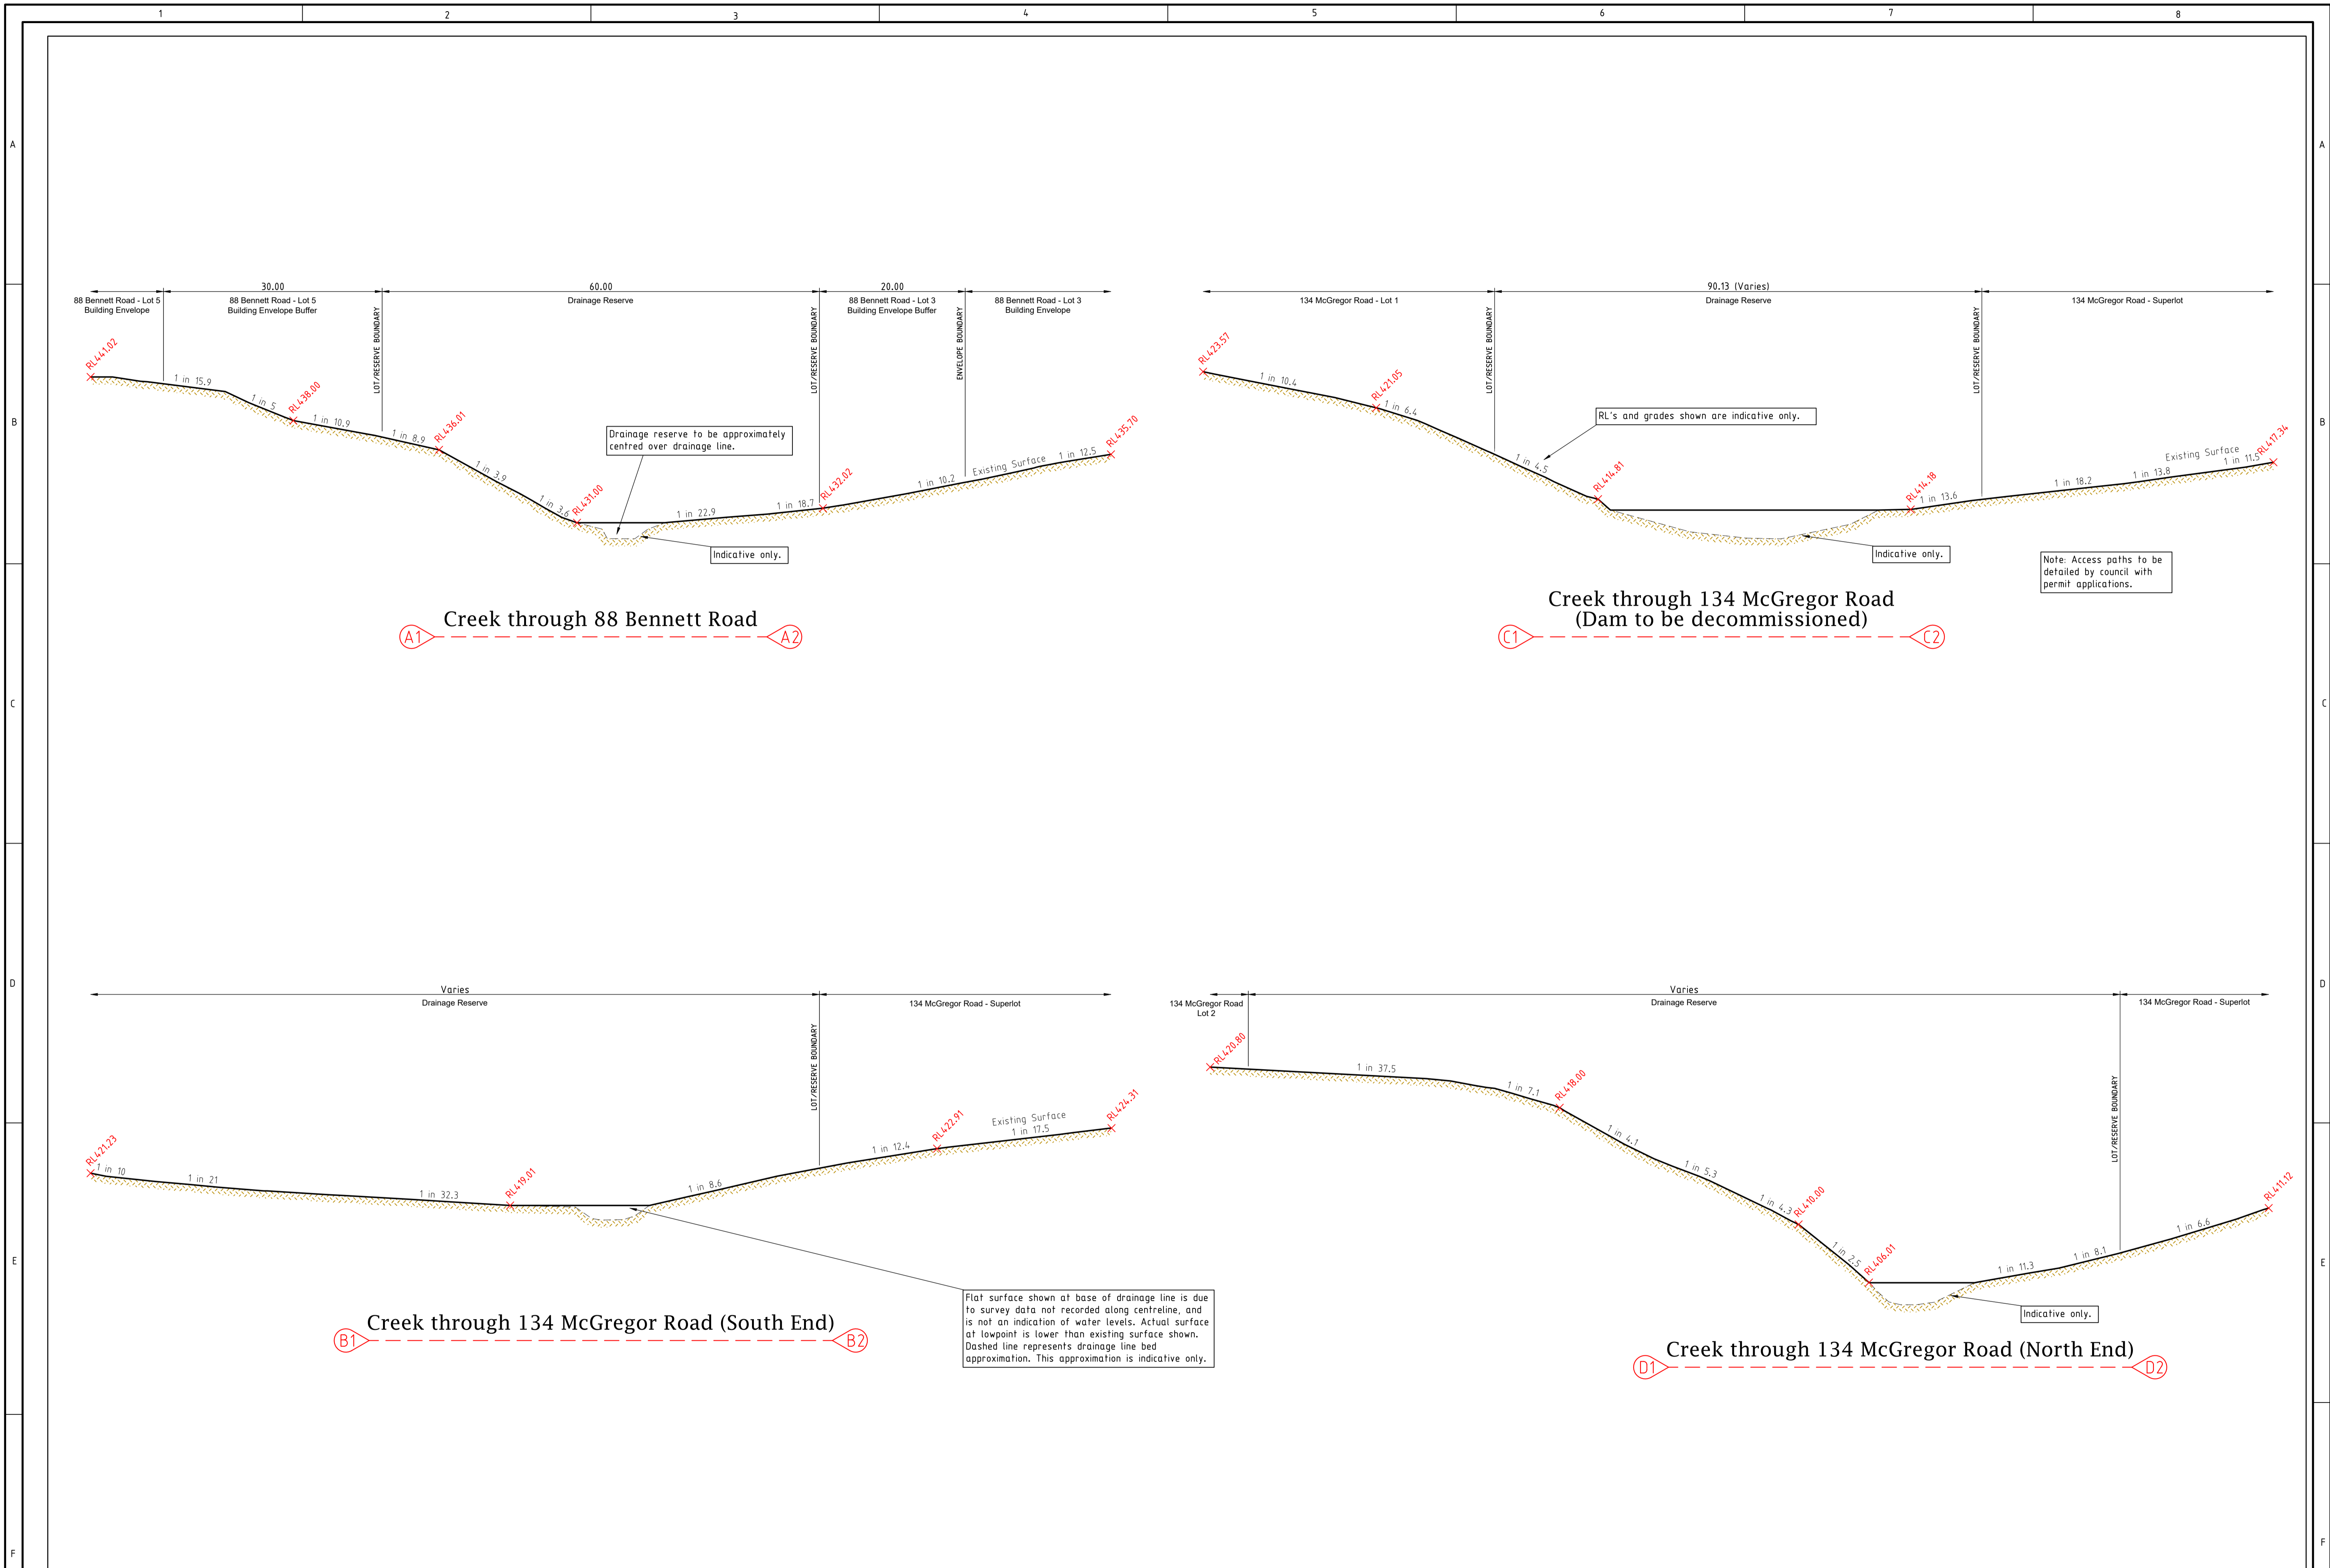 1 2 3 4 5 6 7 8
A A
B B
C C
D D
E E
F F
30.00 60.00 20.00
88 Bennett Road - Lot 5
Building Envelope
88 Bennett Road - Lot 5
Building Envelope Buffer
Drainage Reserve
88 Bennett Road - Lot 3
Building Envelope Buffer
88 Bennett Road - Lot 3
Building Envelope
LOT/RESERVE BOUNDARY
LOT/RESERVE BOUNDARY
ENVELOPE BOUNDARY
RL441.02
1 in 15.9
1 in 5
RL438.00
1 in 10.9
1 in 8.9
RL436.01
1 in 3.9
1 in 3.6
RL431.00
1 in 22.9
1 in 18.7
RL432.02
1 in 10.2
Existing Surface
1 in 12.5
RL435.70
Drainage reserve to be approximately
centred over drainage line.
Indicative only.
Creek through 88 Bennett Road
A1 A2
90.13 (Varies)
134 McGregor Road - Lot 1
Drainage Reserve
134 McGregor Road - Superlot
LOT/RESERVE BOUNDARY
LOT/RESERVE BOUNDARY
RL423.57
1 in 10.4
RL421.05
1 in 6.4
1 in 4.5
RL414.81
RL414.18
1 in 13.6
1 in 18.2
1 in 13.8
Existing Surface
1 in 11.5
RL417.34
RL's and grades shown are indicative only.
Indicative only.
Note: Access paths to be
detailed by council with
permit applications.
Creek through 134 McGregor Road
(Dam to be decommissioned)
C1 C2
Varies
Drainage Reserve
134 McGregor Road - Superlot
LOT/RESERVE BOUNDARY
RL421.23
1 in 10
1 in 21
1 in 32.3
RL419.01
1 in 8.6
1 in 12.4
RL422.91
Existing Surface
1 in 17.5
RL424.31
Flat surface shown at base of drainage line is due
to survey data not recorded along centreline, and
is not an indication of water levels. Actual surface
at lowpoint is lower than existing surface shown.
Dashed line represents drainage line bed
approximation. This approximation is indicative only.
Creek through 134 McGregor Road (South End)
B1 B2
Varies
134 McGregor Road
Lot 2
Drainage Reserve
134 McGregor Road - Superlot
LOT/RESERVE BOUNDARY
RL420.80
1 in 37.5
1 in 7.1
RL418.00
1 in 4.1
1 in 5.3
1 in 4.3
RL410.00
1 in 2.5
RL406.01
1 in 11.3
1 in 8.1
1 in 6.6
RL411.12
Indicative only.
Creek through 134 McGregor Road (North End)
D1 D2